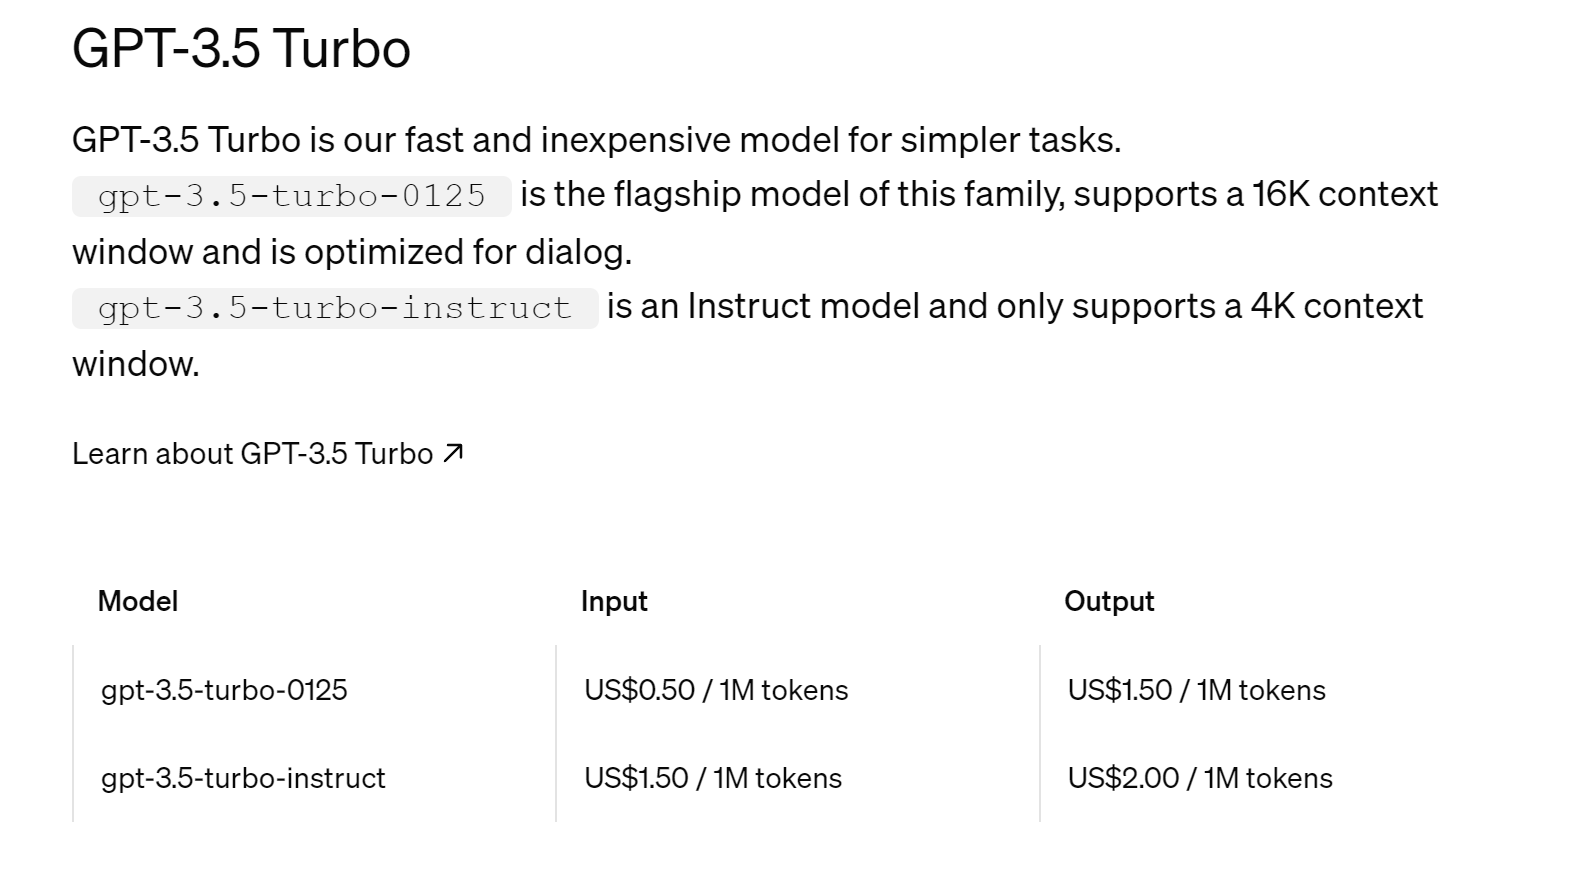 GPT-3.5 Turbo
GPT-3.5 Turbo is our fast and inexpensive model for simpler tasks.
gpt-3.5-turbo-0125 is the flagship model of this family, supports a 16K context
window and is optimized for dialog.
gpt-3.5-turbo-instruct is an Instruct model and only supports a 4K context
window.
Learn about GPT-3.5 Turbo ↗
Model Input Output
gpt-3.5-turbo-0125 US$0.50 / 1M tokens US$1.50 / 1M tokens
gpt-3.5-turbo-instruct US$1.50 / 1M tokens US$2.00 / 1M tokens